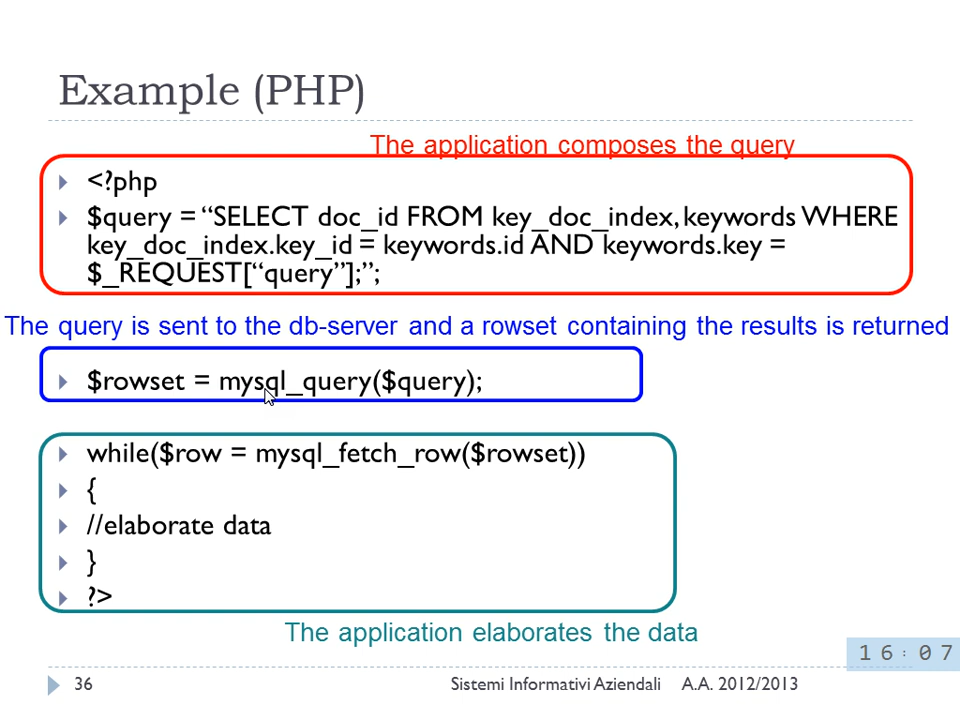 Example (PHP)
The application composes the query
<?php
$query = “SELECT doc_id FROM key_doc_index, keywords WHERE
key_doc_index.key_id = keywords.id AND keywords.key =
$_REQUEST[“query”];”;
The query is sent to the db-server and a rowset containing the results is returned
$rowset = mysql_query($query);
while($row = mysql_fetch_row($rowset))
{
//elaborate data
}
?>
The application elaborates the data
16:07
36 Sistemi Informativi Aziendali A.A. 2012/2013